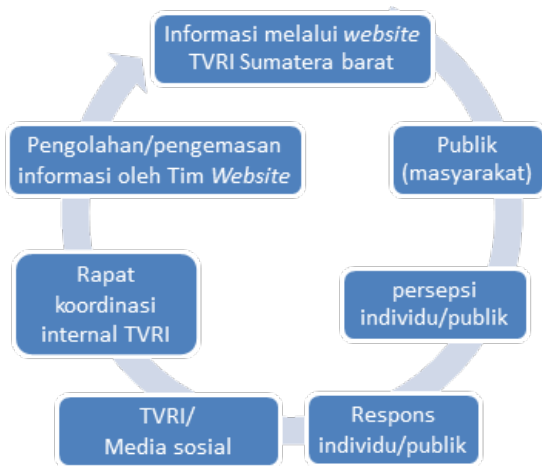 Informasi melalui website
TVRI Sumatera barat
Publik
(masyarakat)
persepsi
individu/publik
Respons
individu/publik
TVRI/
Media sosial
Rapat
koordinasi
internal TVRI
Pengolahan/pengemasan
informasi oleh Tim Website